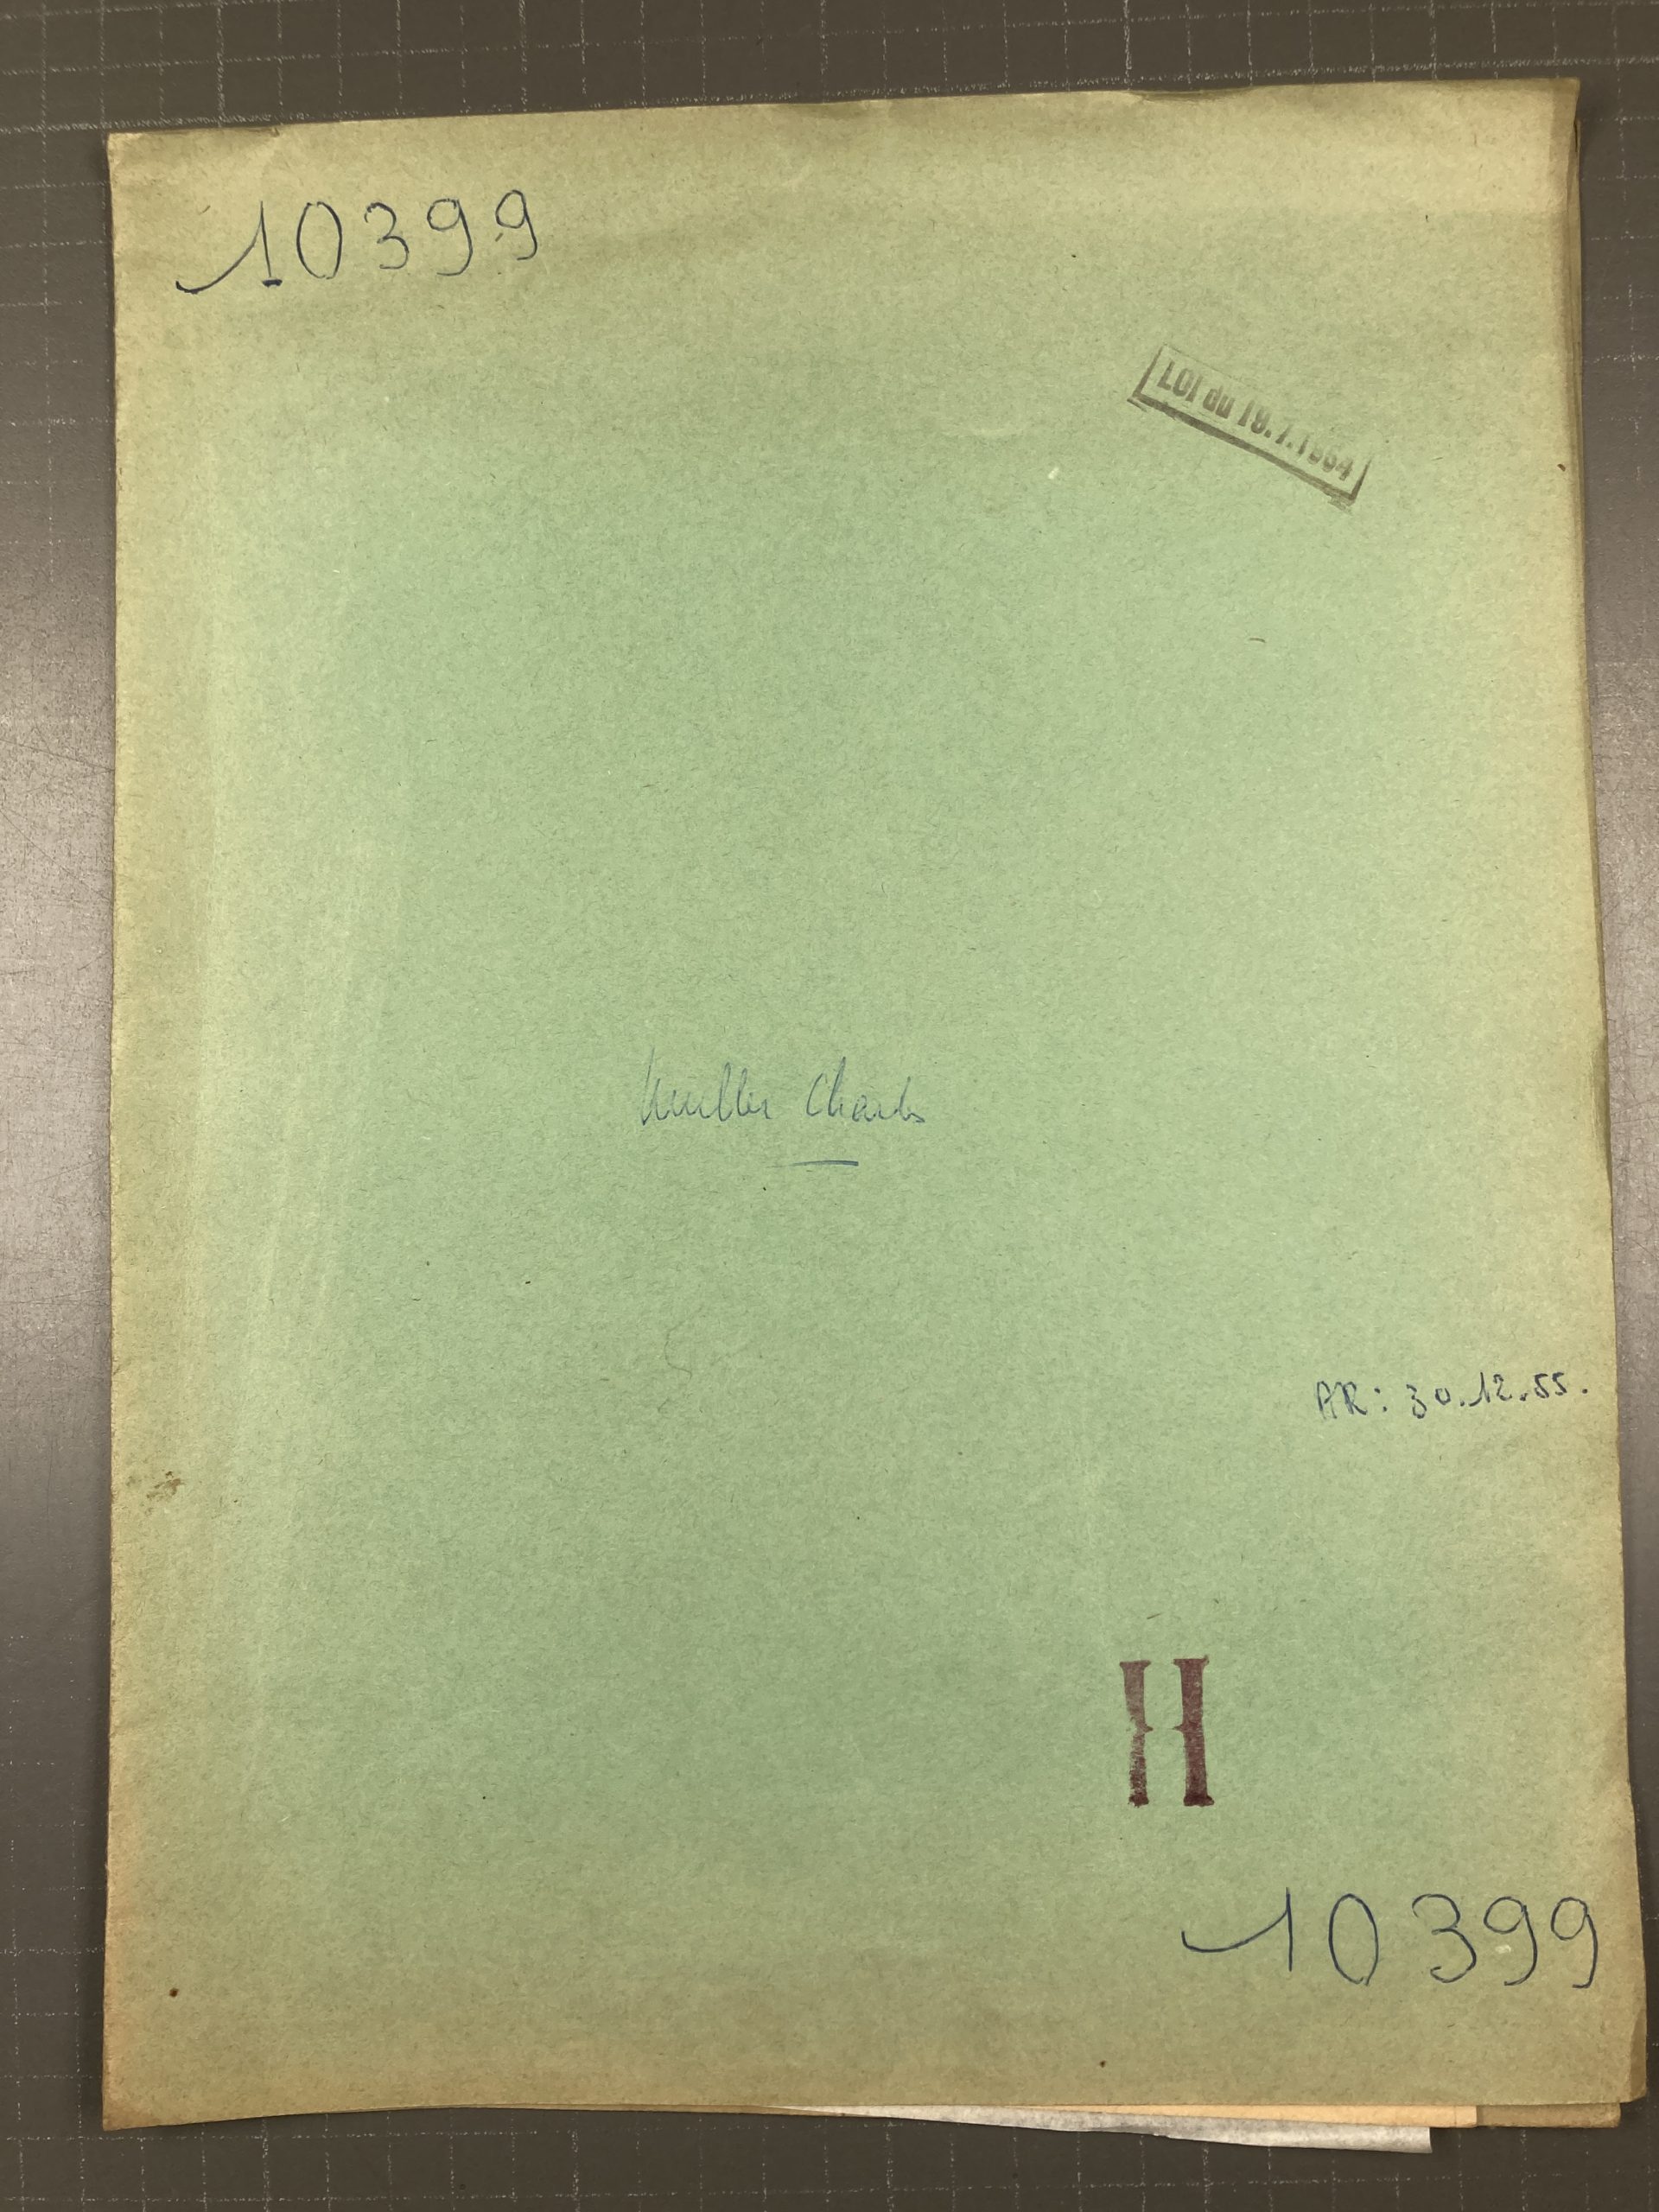 10399
LOI du 19.7.1954
Muller Charles
AR: 30.12.55.
H
10399